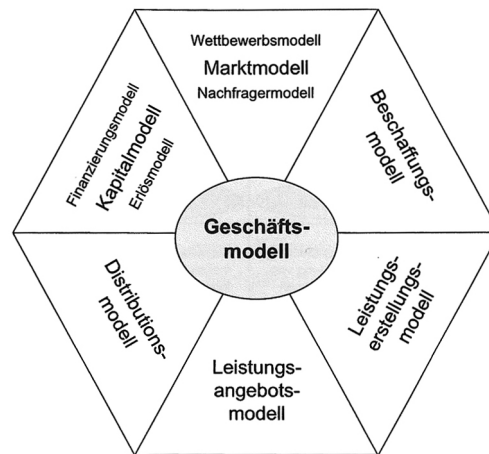 Wettbewerbsmodell
Marktmodell
Nachfragermodell
Beschaffungs-
modell
Leistungs-
erstellungs-
modell
Leistungs-
angebots-
modell
Distributions-
modell
Finanzierungsmodell
Kapitalmodell
Erlösmodell
Geschäfts-
modell